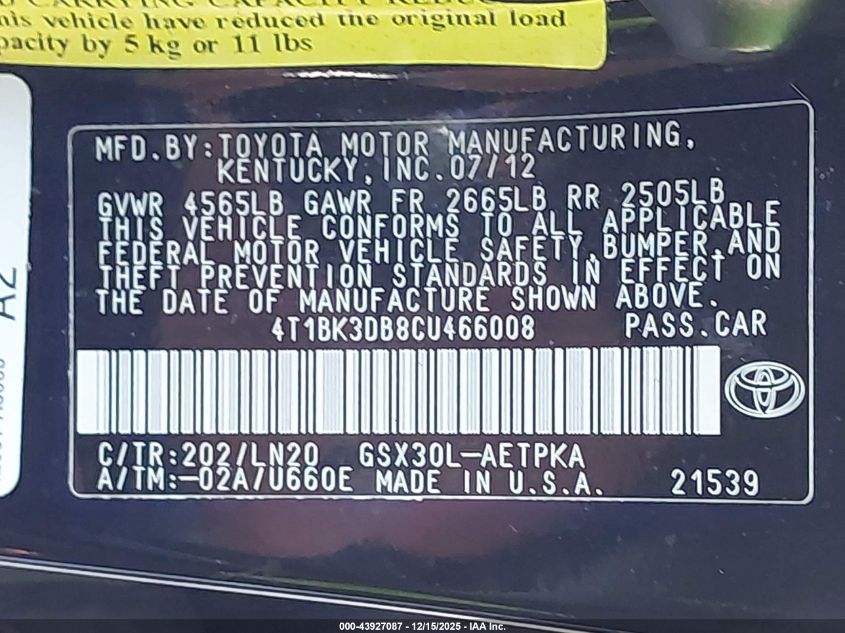 his vehicle have reduced the original load
pacity by 5 kg or 11 lbs
A2
MFD.BY:TOYOTA MOTOR MANUFACTURING,
KENTUCKY, INC. 07/12
GVWR 4565LB GAWR FR 2665LB RR 2505LB
THIS VEHICLE CONFORMS TO ALL APPLICABLE
FEDERAL MOTOR VEHICLE SAFETY,BUMPER,AND
THEFT PREVENTION STANDARDS IN EFFECT ON
THE DATE OF MANUFACTURE SHOWN ABOVE.
4T1BK3DB8CU466008 PASS.CAR
C/TR:202/LN20 GSX30L-AETPKA
A/TM:-02A/U660E MADE IN U.S.A. 21539
000-43927087 - 12/15/2025 - IAA Inc.